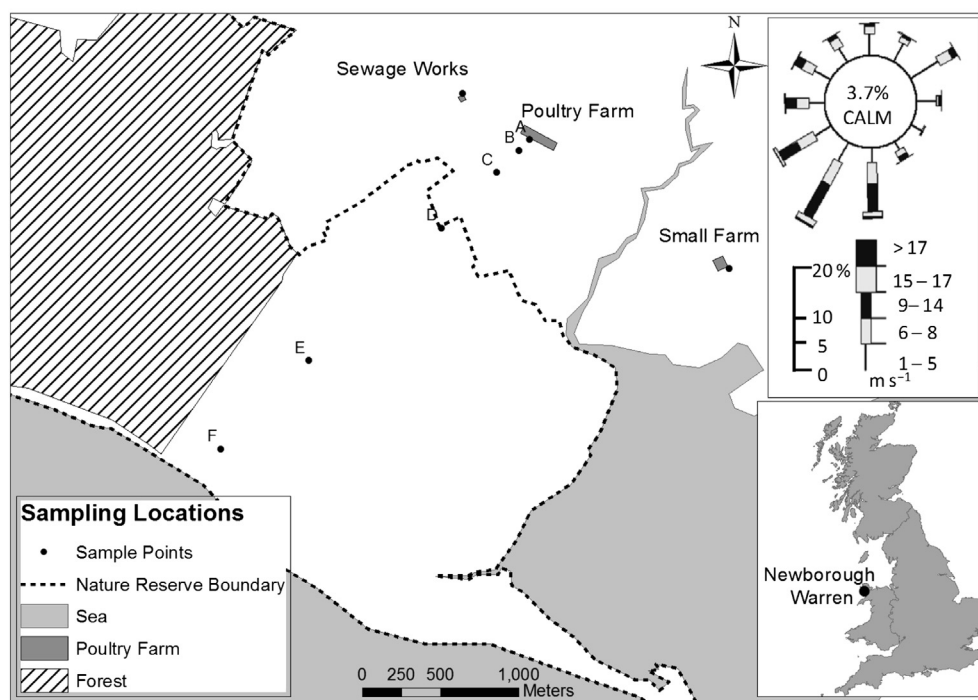 N
Sewage Works
Poultry Farm
A
B
C
D
Small Farm
E
F
3.7%
CALM
20 %
10
5
0
> 17
15 – 17
9 – 14
6 – 8
1 – 5
m s⁻¹
Sampling Locations
Sample Points
Nature Reserve Boundary
Sea
Poultry Farm
Forest
0 250 500 1,000
Meters
Newborough
Warren